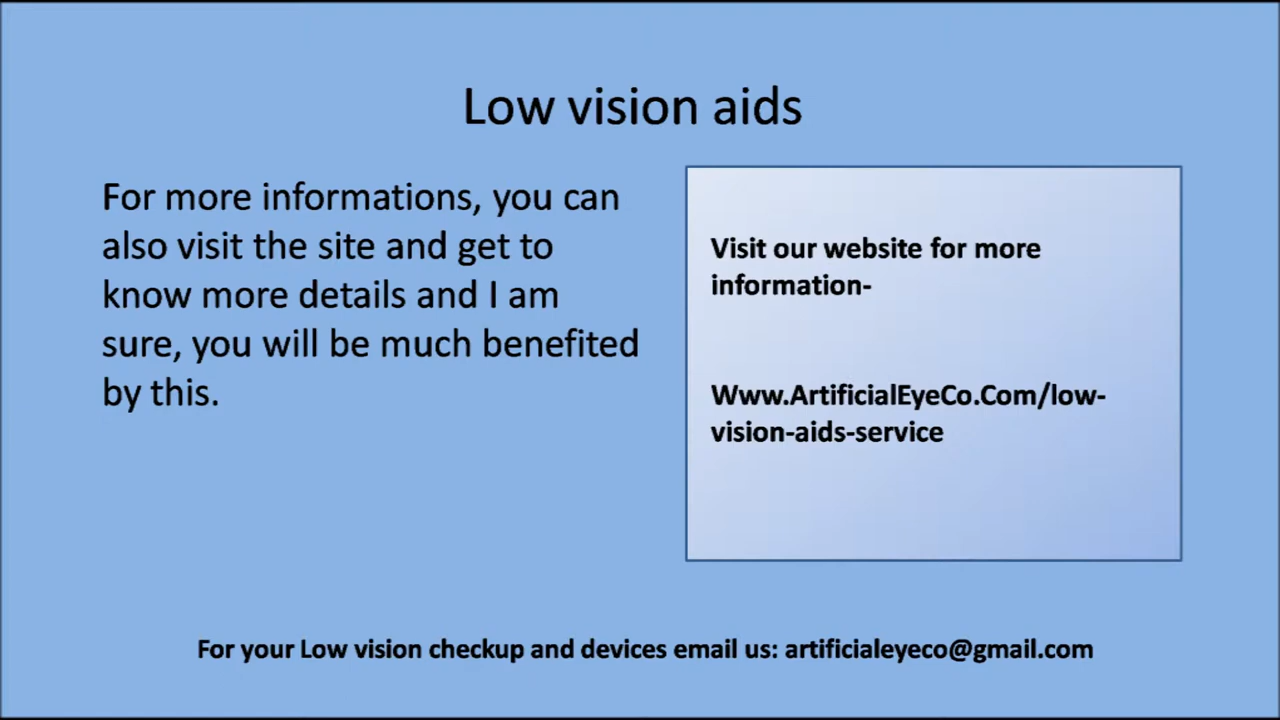 Low vision aids
For more informations, you can
also visit the site and get to
know more details and I am
sure, you will be much benefited
by this.
Visit our website for more
information-
Www.ArtificialEyeCo.Com/low-
vision-aids-service
For your Low vision checkup and devices email us: artificialeyeco@gmail.com